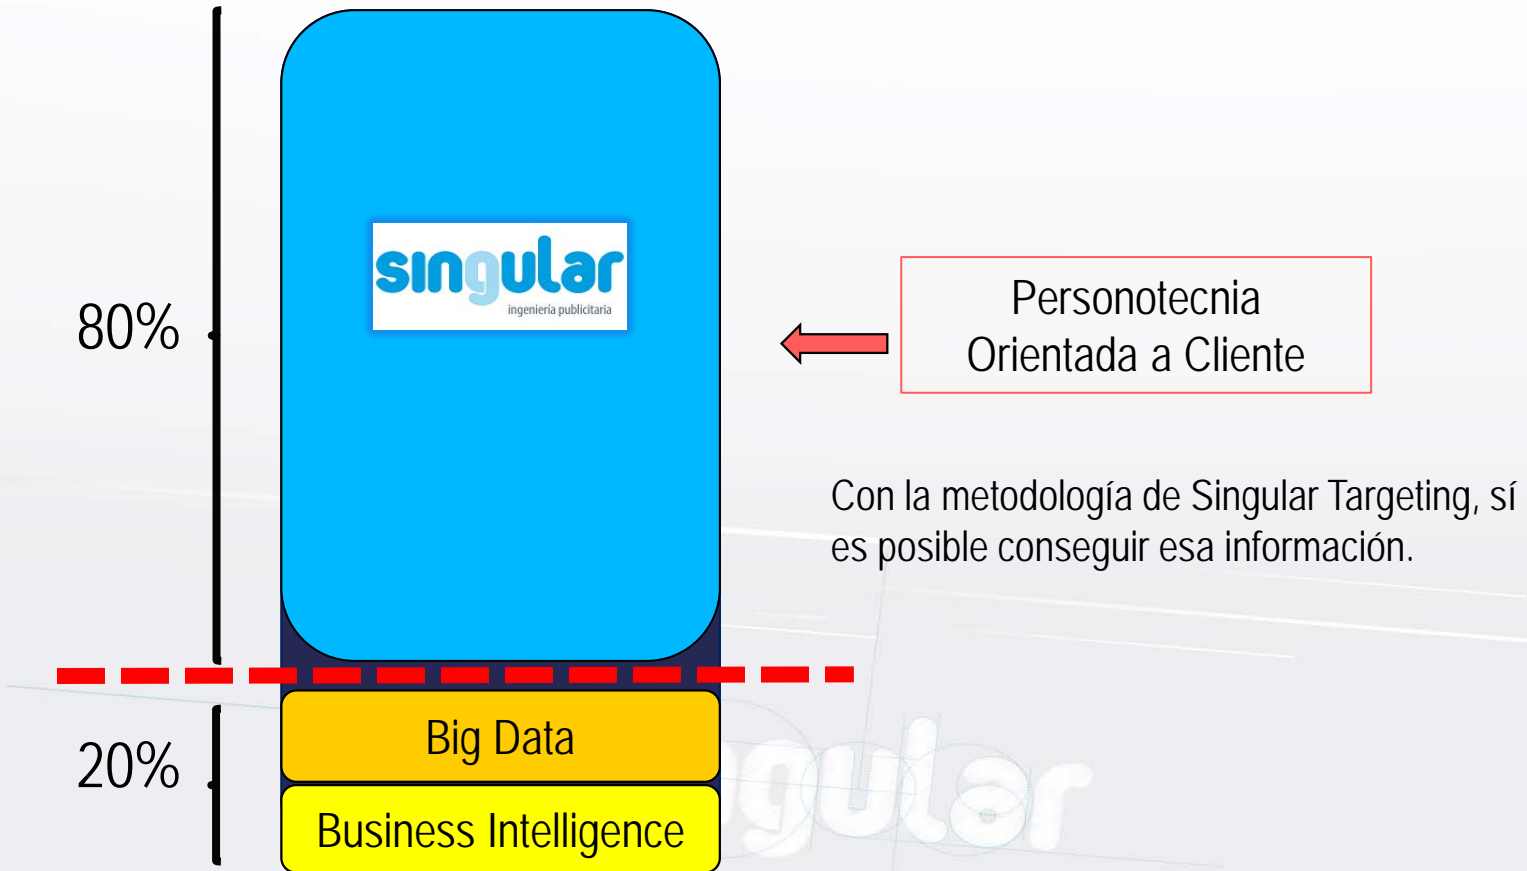 80%
singular
ingeniería publicitaria
Personotecnia
Orientada a Cliente
Con la metodología de Singular Targeting, sí
es posible conseguir esa información.
20%
Big Data
Business Intelligence
gular